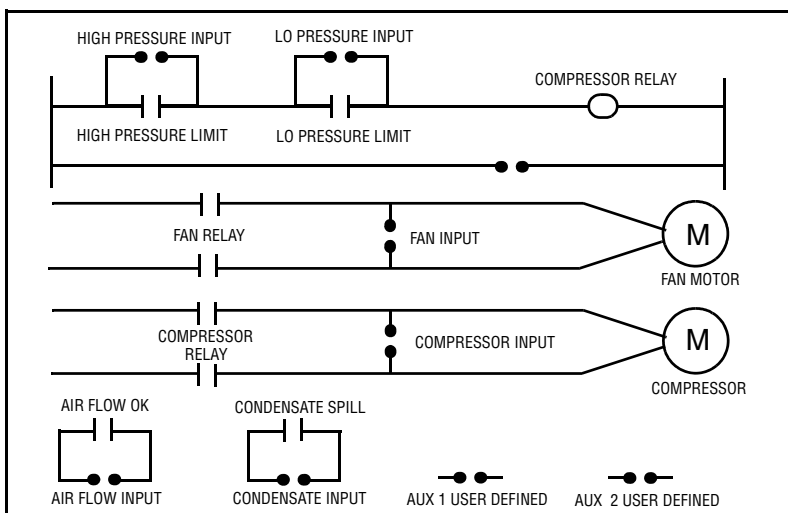 HIGH PRESSURE INPUT
LO PRESSURE INPUT
COMPRESSOR RELAY
HIGH PRESSURE LIMIT
LO PRESSURE LIMIT
FAN RELAY
FAN INPUT
M
FAN MOTOR
COMPRESSOR
RELAY
COMPRESSOR INPUT
M
COMPRESSOR
AIR FLOW OK
CONDENSATE SPILL
AIR FLOW INPUT
CONDENSATE INPUT
AUX 1 USER DEFINED
AUX 2 USER DEFINED